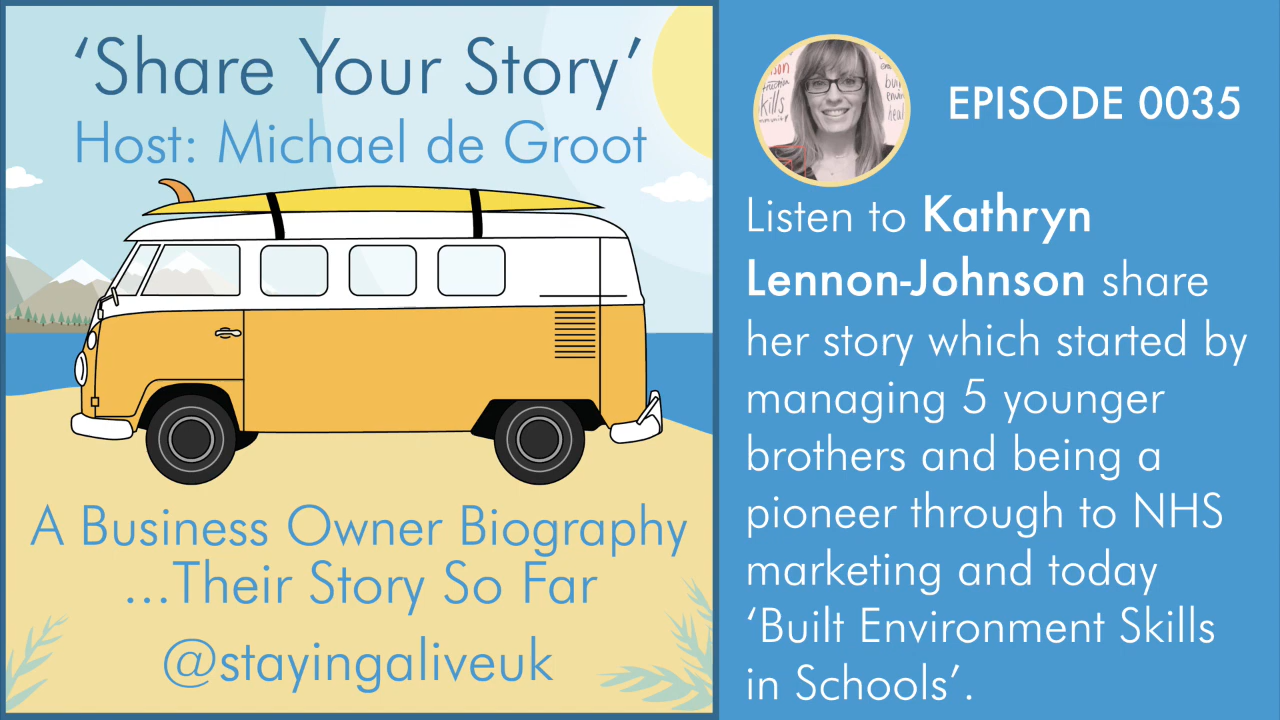 ‘Share Your Story’
Host: Michael de Groot
A Business Owner Biography
...Their Story So Far
@stayingaliveuk
EPISODE 0035
Listen to Kathryn
Lennon-Johnson share
her story which started by
managing 5 younger
brothers and being a
pioneer through to NHS
marketing and today
‘Built Environment Skills
in Schools’.